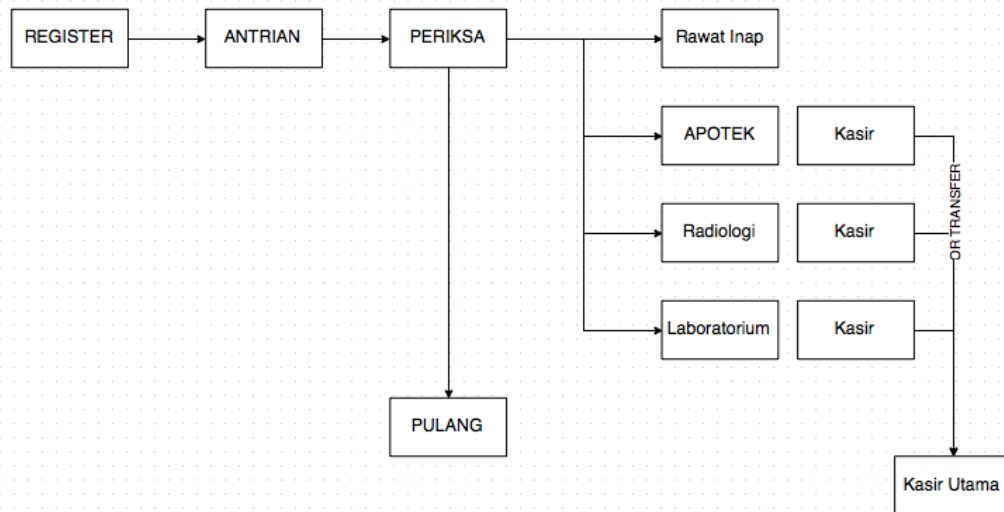 REGISTER
ANTRIAN
PERIKSA
Rawat Inap
APOTEK
Kasir
OR TRANSFER
Radiologi
Kasir
Laboratorium
Kasir
PULANG
Kasir Utama